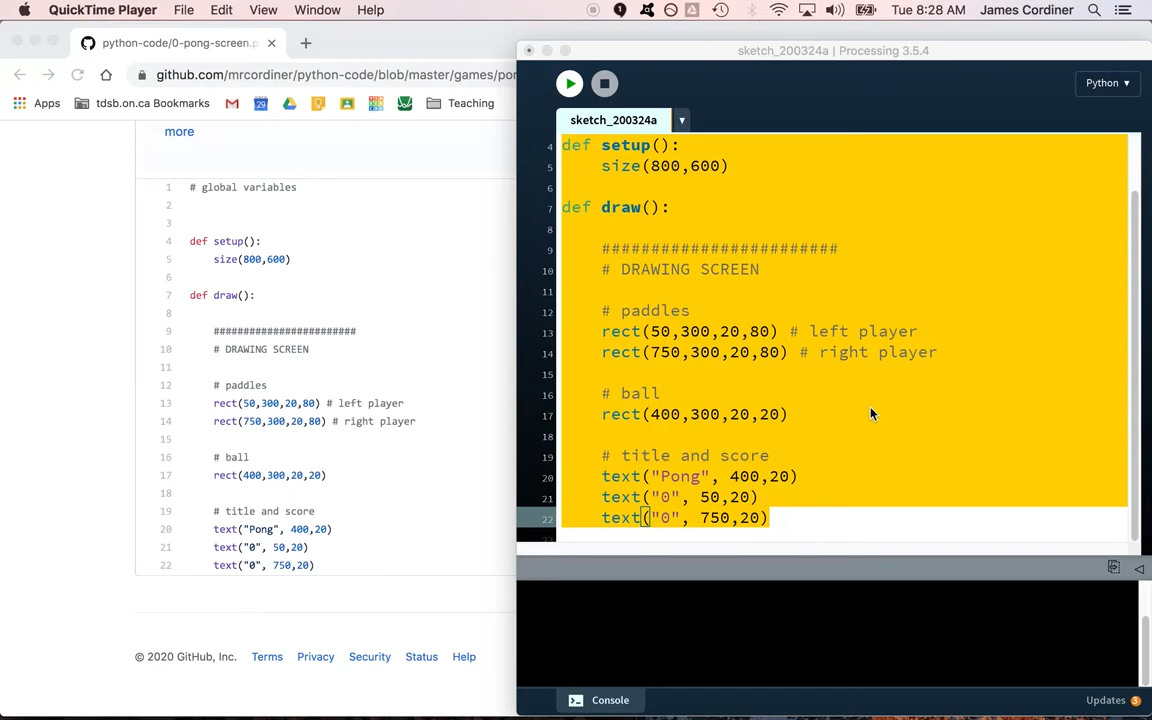 QuickTime Player File Edit View Window Help
Tue 8:28 AM James Cordiner
python-code/0-pong-screen.p
github.com/mrcordiner/python-code/blob/master/games/pon
Apps tdsb.on.ca Bookmarks Teaching
more
1 # global variables
2
3
4 def setup():
5 size(800,600)
6
7 def draw():
8
9 ########################
10 # DRAWING SCREEN
11
12 # paddles
13 rect(50,300,20,80) # left player
14 rect(750,300,20,80) # right player
15
16 # ball
17 rect(400,300,20,20)
18
19 # title and score
20 text("Pong", 400,20)
21 text("0", 50,20)
22 text("0", 750,20)
© 2020 GitHub, Inc. Terms Privacy Security Status Help
sketch_200324a | Processing 3.5.4
Python ▾
sketch_200324a
4 def setup():
5 size(800,600)
6
7 def draw():
8
9 ########################
10 # DRAWING SCREEN
11
12 # paddles
13 rect(50,300,20,80) # left player
14 rect(750,300,20,80) # right player
15
16 # ball
17 rect(400,300,20,20)
18
19 # title and score
20 text("Pong", 400,20)
21 text("0", 50,20)
22 text("0", 750,20)
23
Console
Updates 3